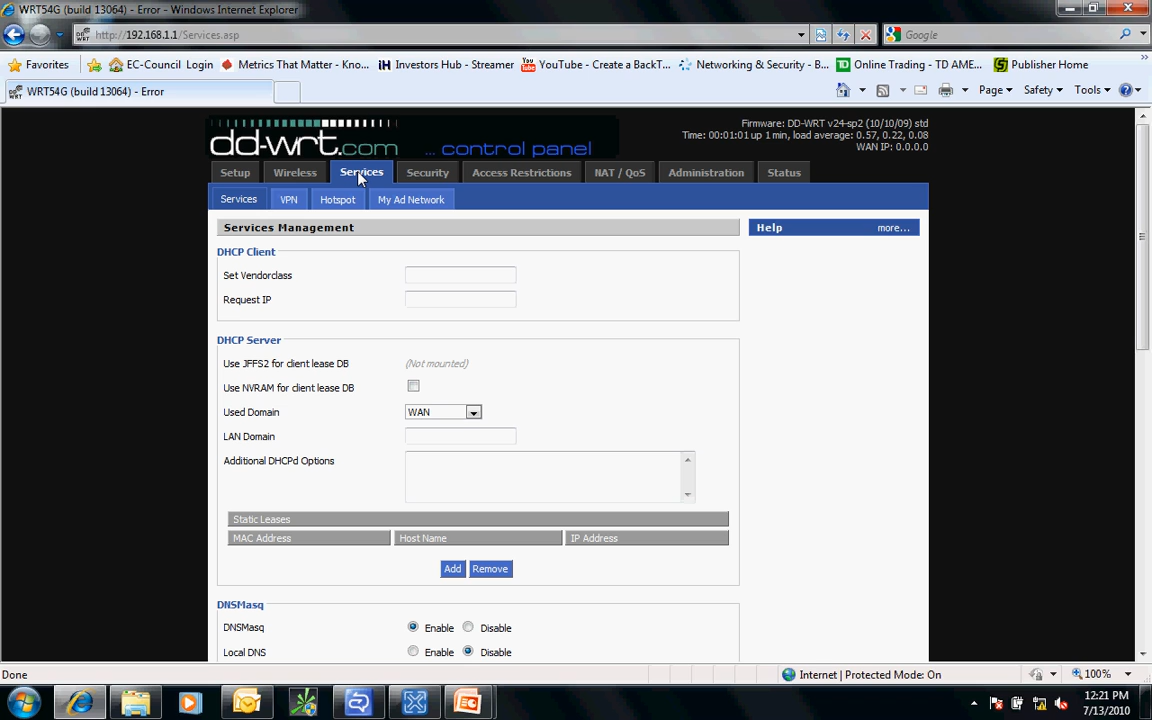 WRT54G (build 13064) - Error - Windows Internet Explorer
http://192.168.1.1/Services.asp
Google
Favorites EC-Council Login Metrics That Matter - Kno... Investors Hub - Streamer YouTube - Create a BackT... Networking & Security - B... Online Trading - TD AME... Publisher Home
WRT54G (build 13064) - Error
Page Safety Tools
Firmware: DD-WRT v24-sp2 (10/10/09) std
Time: 00:01:01 up 1 min, load average: 0.57, 0.22, 0.08
WAN IP: 0.0.0.0
dd-wrt.com ... control panel
Setup Wireless Services Security Access Restrictions NAT / QoS Administration Status
Services VPN Hotspot My Ad Network
Services Management
Help more...
DHCP Client
Set Vendorclass
Request IP
DHCP Server
Use JFFS2 for client lease DB (Not mounted)
Use NVRAM for client lease DB
Used Domain WAN
LAN Domain
Additional DHCPd Options
Static Leases
MAC Address Host Name IP Address
Add Remove
DNSMasq
DNSMasq Enable Disable
Local DNS Enable Disable
Done
Internet | Protected Mode: On
100%
12:21 PM
7/13/2010